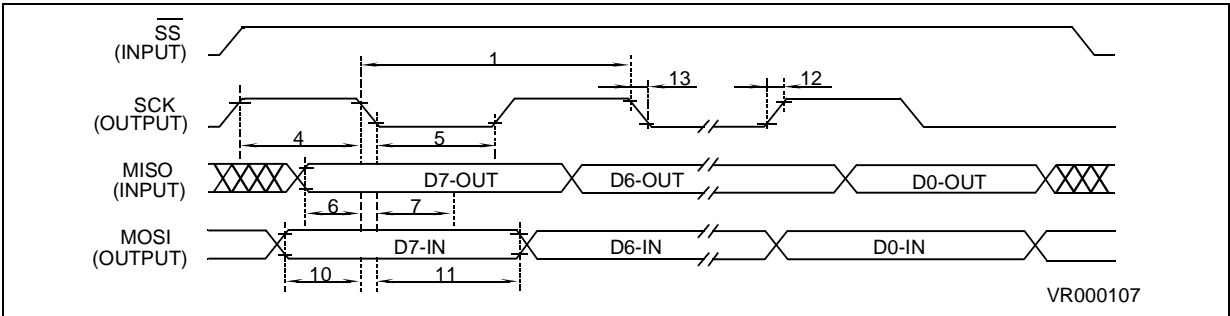 SS
(INPUT)
1
13
12
SCK
(OUTPUT)
4
5
MISO
(INPUT)
D7-OUT
D6-OUT
D0-OUT
6
7
MOSI
(OUTPUT)
D7-IN
D6-IN
D0-IN
10
11
VR000107